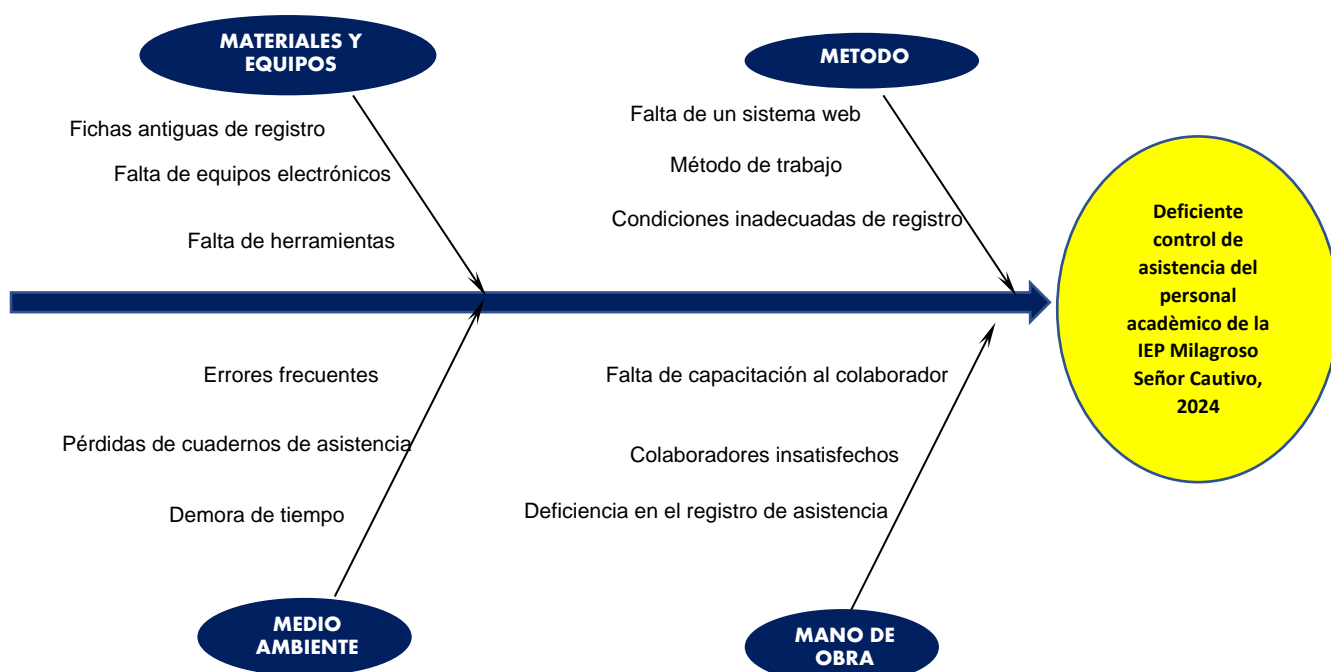 MATERIALES Y
EQUIPOS
METODO
Fichas antiguas de registro
Falta de equipos electrónicos
Falta de herramientas
Falta de un sistema web
Método de trabajo
Condiciones inadecuadas de registro
Deficiente
control de
asistencia del
personal
acadèmico de la
IEP Milagroso
Señor Cautivo,
2024
Errores frecuentes
Pérdidas de cuadernos de asistencia
Demora de tiempo
Falta de capacitación al colaborador
Colaboradores insatisfechos
Deficiencia en el registro de asistencia
MEDIO
AMBIENTE
MANO DE
OBRA